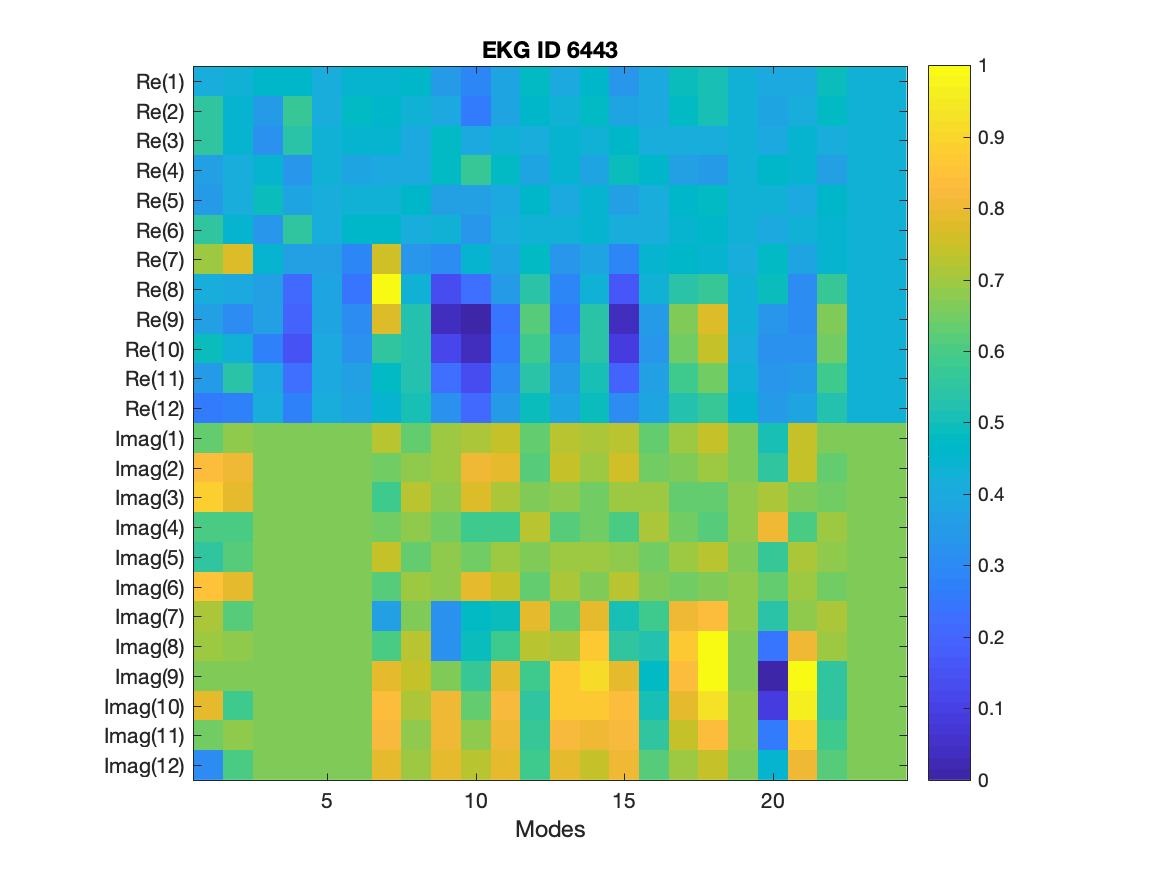 EKG ID 6443
Re(1)
Re(2)
Re(3)
Re(4)
Re(5)
Re(6)
Re(7)
Re(8)
Re(9)
Re(10)
Re(11)
Re(12)
Imag(1)
Imag(2)
Imag(3)
Imag(4)
Imag(5)
Imag(6)
Imag(7)
Imag(8)
Imag(9)
Imag(10)
Imag(11)
Imag(12)
5 10 15 20
Modes
1
0.9
0.8
0.7
0.6
0.5
0.4
0.3
0.2
0.1
0